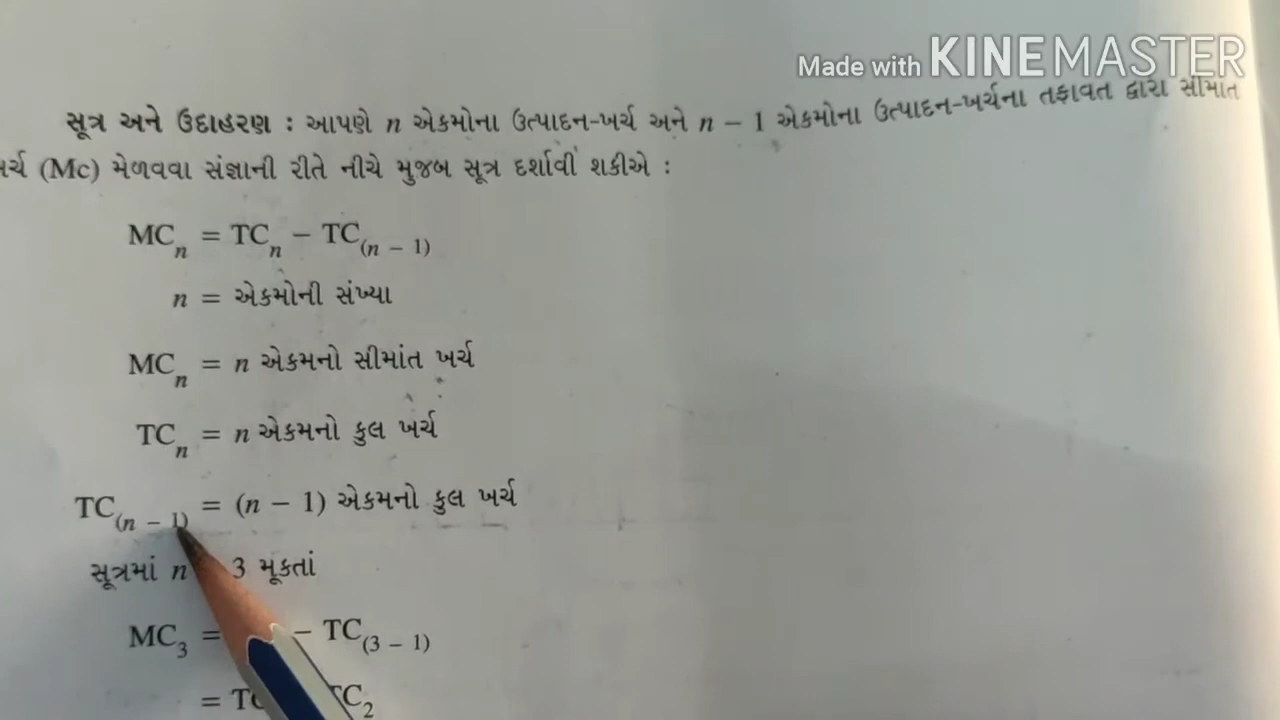 Made with KINEMASTER
સૂત્ર અને ઉદાહરણ : આપણે n એકમોના ઉત્પાદન-ખર્ચ અને n – 1 એકમોના ઉત્પાદન-ખર્ચના તફાવત દ્વારા સીમાંત
(Mc) મેળવવા સંજ્ઞાની રીતે નીચે મુજબ સૂત્ર દર્શાવી શકીએ :
MCn = TCn – TC(n – 1)
n = એકમોની સંખ્યા
MCn = n એકમનો સીમાંત ખર્ચ
TCn = n એકમનો કુલ ખર્ચ
TC(n – 1) = (n – 1) એકમનો કુલ ખર્ચ
સૂત્રમાં n 3 મૂકતાં
MC3 = – TC(3 – 1)
= TC2